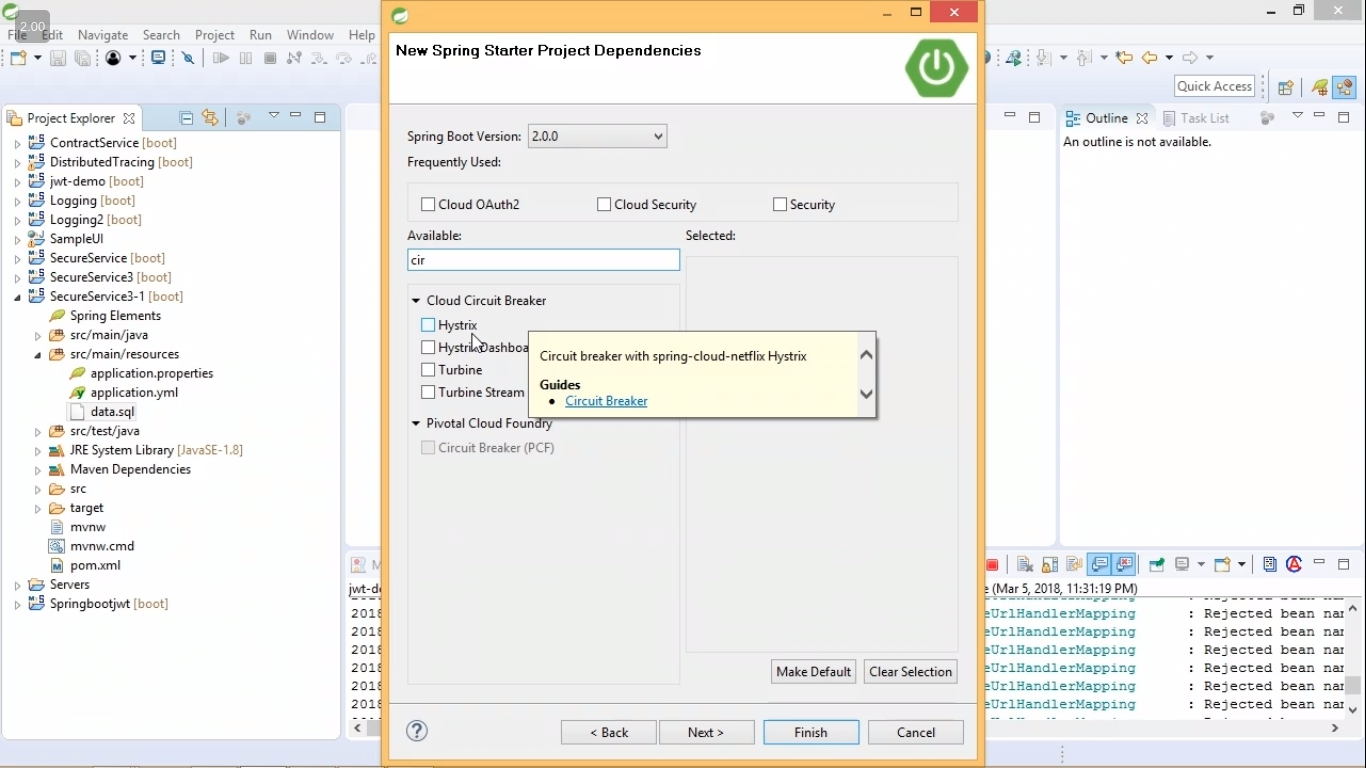 2.00
File Edit Navigate Search Project Run Window Help
Quick Access
Project Explorer
ContractService [boot]
DistributedTracing [boot]
jwt-demo [boot]
Logging [boot]
Logging2 [boot]
SampleUI
SecureService [boot]
SecureService3 [boot]
SecureService3-1 [boot]
Spring Elements
src/main/java
src/main/resources
application.properties
application.yml
data.sql
src/test/java
JRE System Library [JavaSE-1.8]
Maven Dependencies
src
target
mvnw
mvnw.cmd
pom.xml
Servers
Springbootjwt [boot]
New Spring Starter Project Dependencies
Spring Boot Version: 2.0.0
Frequently Used:
Cloud OAuth2 Cloud Security Security
Available: Selected:
cir
Cloud Circuit Breaker
Hystrix
Hystrix Dashboa
Turbine
Turbine Stream
Circuit breaker with spring-cloud-netflix Hystrix
Guides
• Circuit Breaker
Pivotal Cloud Foundry
Circuit Breaker (PCF)
Make Default Clear Selection
< Back Next > Finish Cancel
Outline Task List
An outline is not available.
jwt-d e (Mar 5, 2018, 11:31:19 PM)
2018 eUrlHandlerMapping : Rejected bean nam
2018 eUrlHandlerMapping : Rejected bean nam
2018 eUrlHandlerMapping : Rejected bean nam
2018 eUrlHandlerMapping : Rejected bean nam
2018 eUrlHandlerMapping : Rejected bean nam
2018 eUrlHandlerMapping : Rejected bean nam